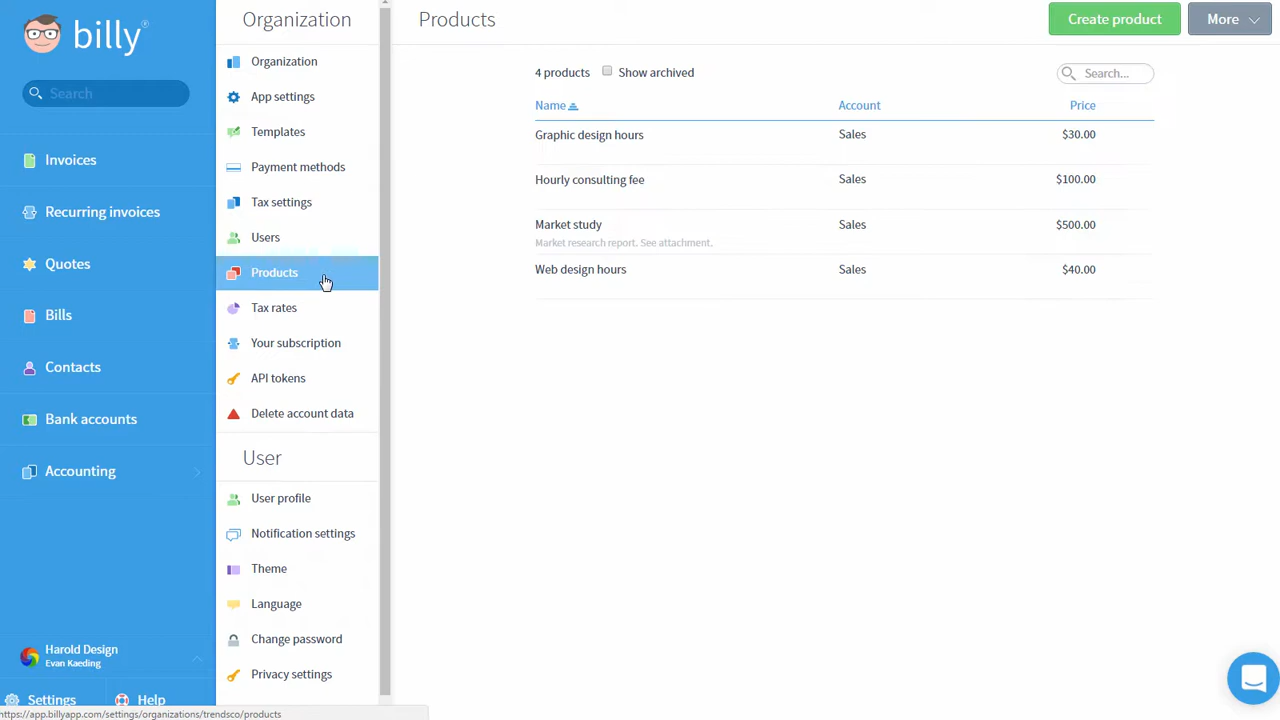 billy®
Search
Invoices
Recurring invoices
Quotes
Bills
Contacts
Bank accounts
Accounting
Harold Design
Evan Kaeding
Settings
Help
https://app.billyapp.com/settings/organizations/trendsco/products
Organization
Organization
App settings
Templates
Payment methods
Tax settings
Users
Products
Tax rates
Your subscription
API tokens
Delete account data
User
User profile
Notification settings
Theme
Language
Change password
Privacy settings
Products
Create product
More
4 products Show archived
Search...
Name Account Price
Graphic design hours Sales $30.00
Hourly consulting fee Sales $100.00
Market study Sales $500.00
Market research report. See attachment.
Web design hours Sales $40.00